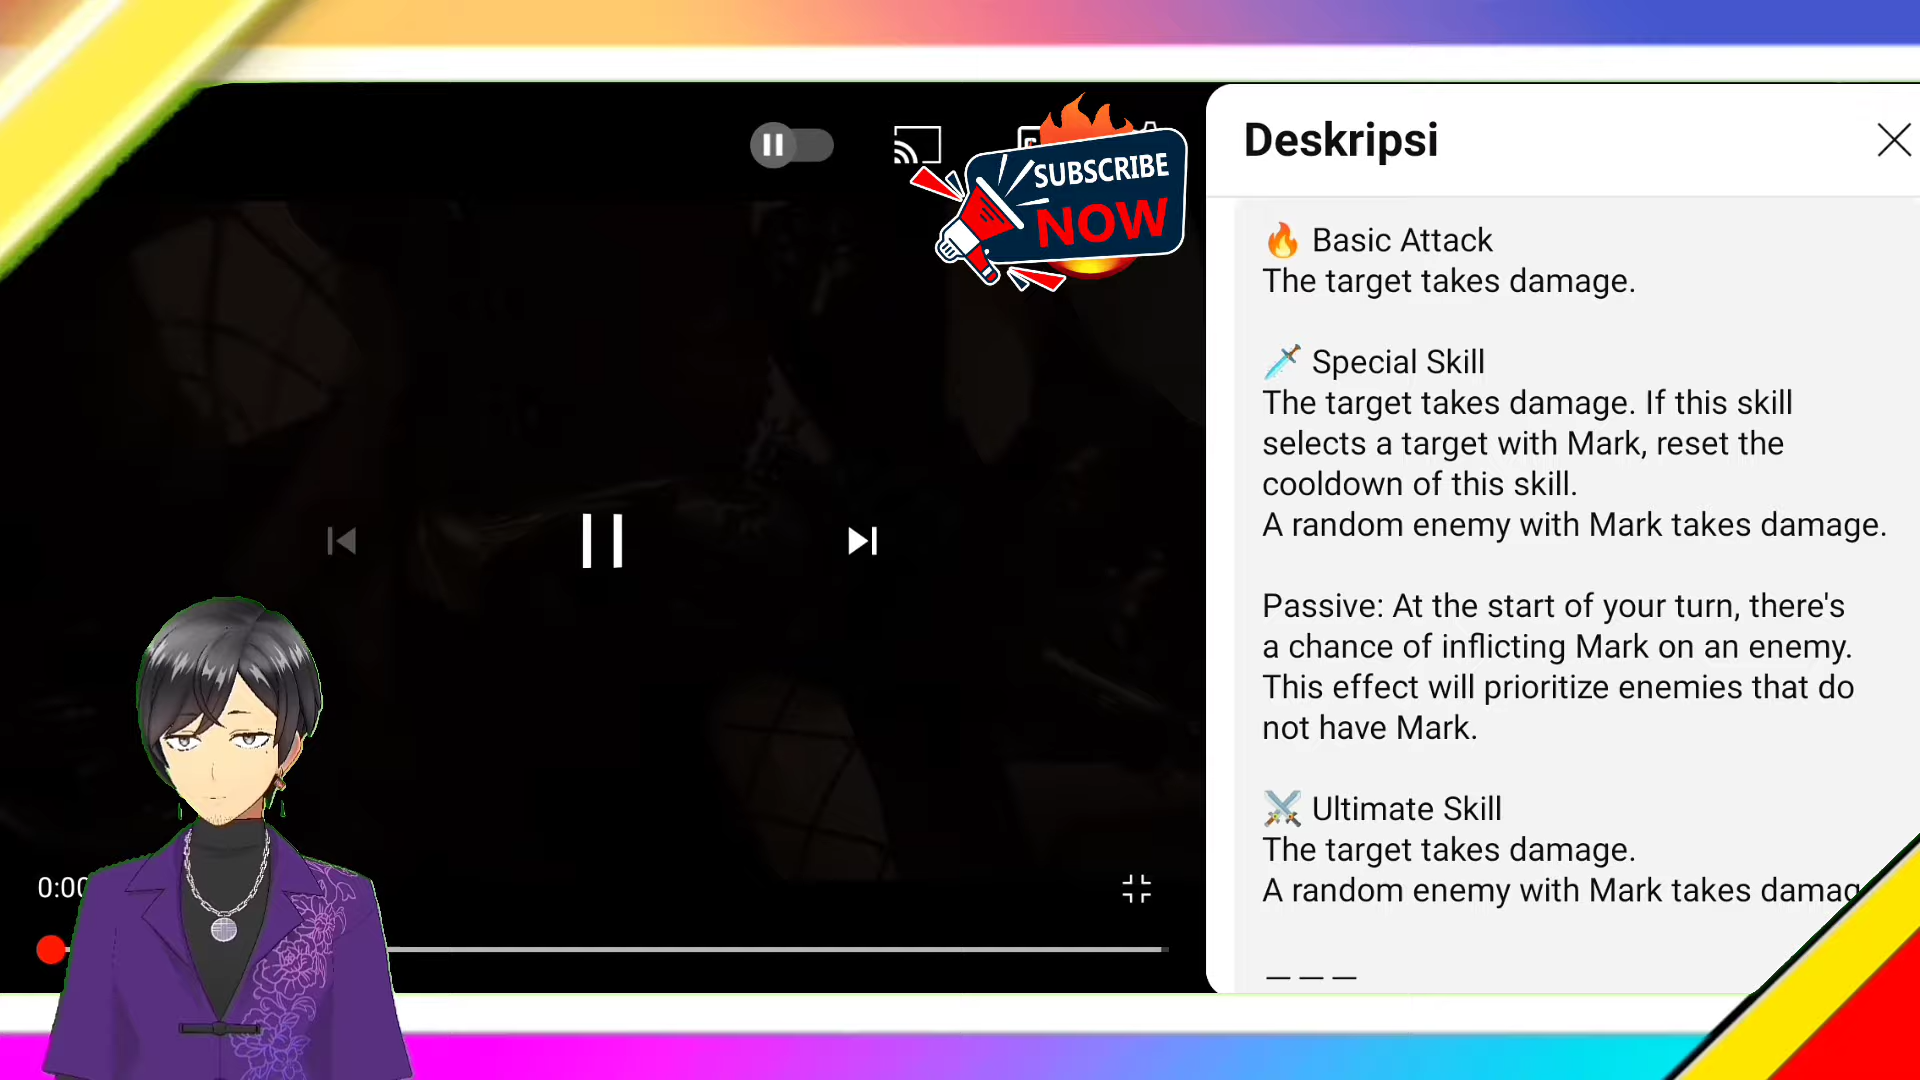 SUBSCRIBE
NOW
Deskripsi
🔥 Basic Attack
The target takes damage.
🗡️ Special Skill
The target takes damage. If this skill
selects a target with Mark, reset the
cooldown of this skill.
A random enemy with Mark takes damage.
Passive: At the start of your turn, there's
a chance of inflicting Mark on an enemy.
This effect will prioritize enemies that do
not have Mark.
⚔️ Ultimate Skill
The target takes damage.
A random enemy with Mark takes damag
———
0:00